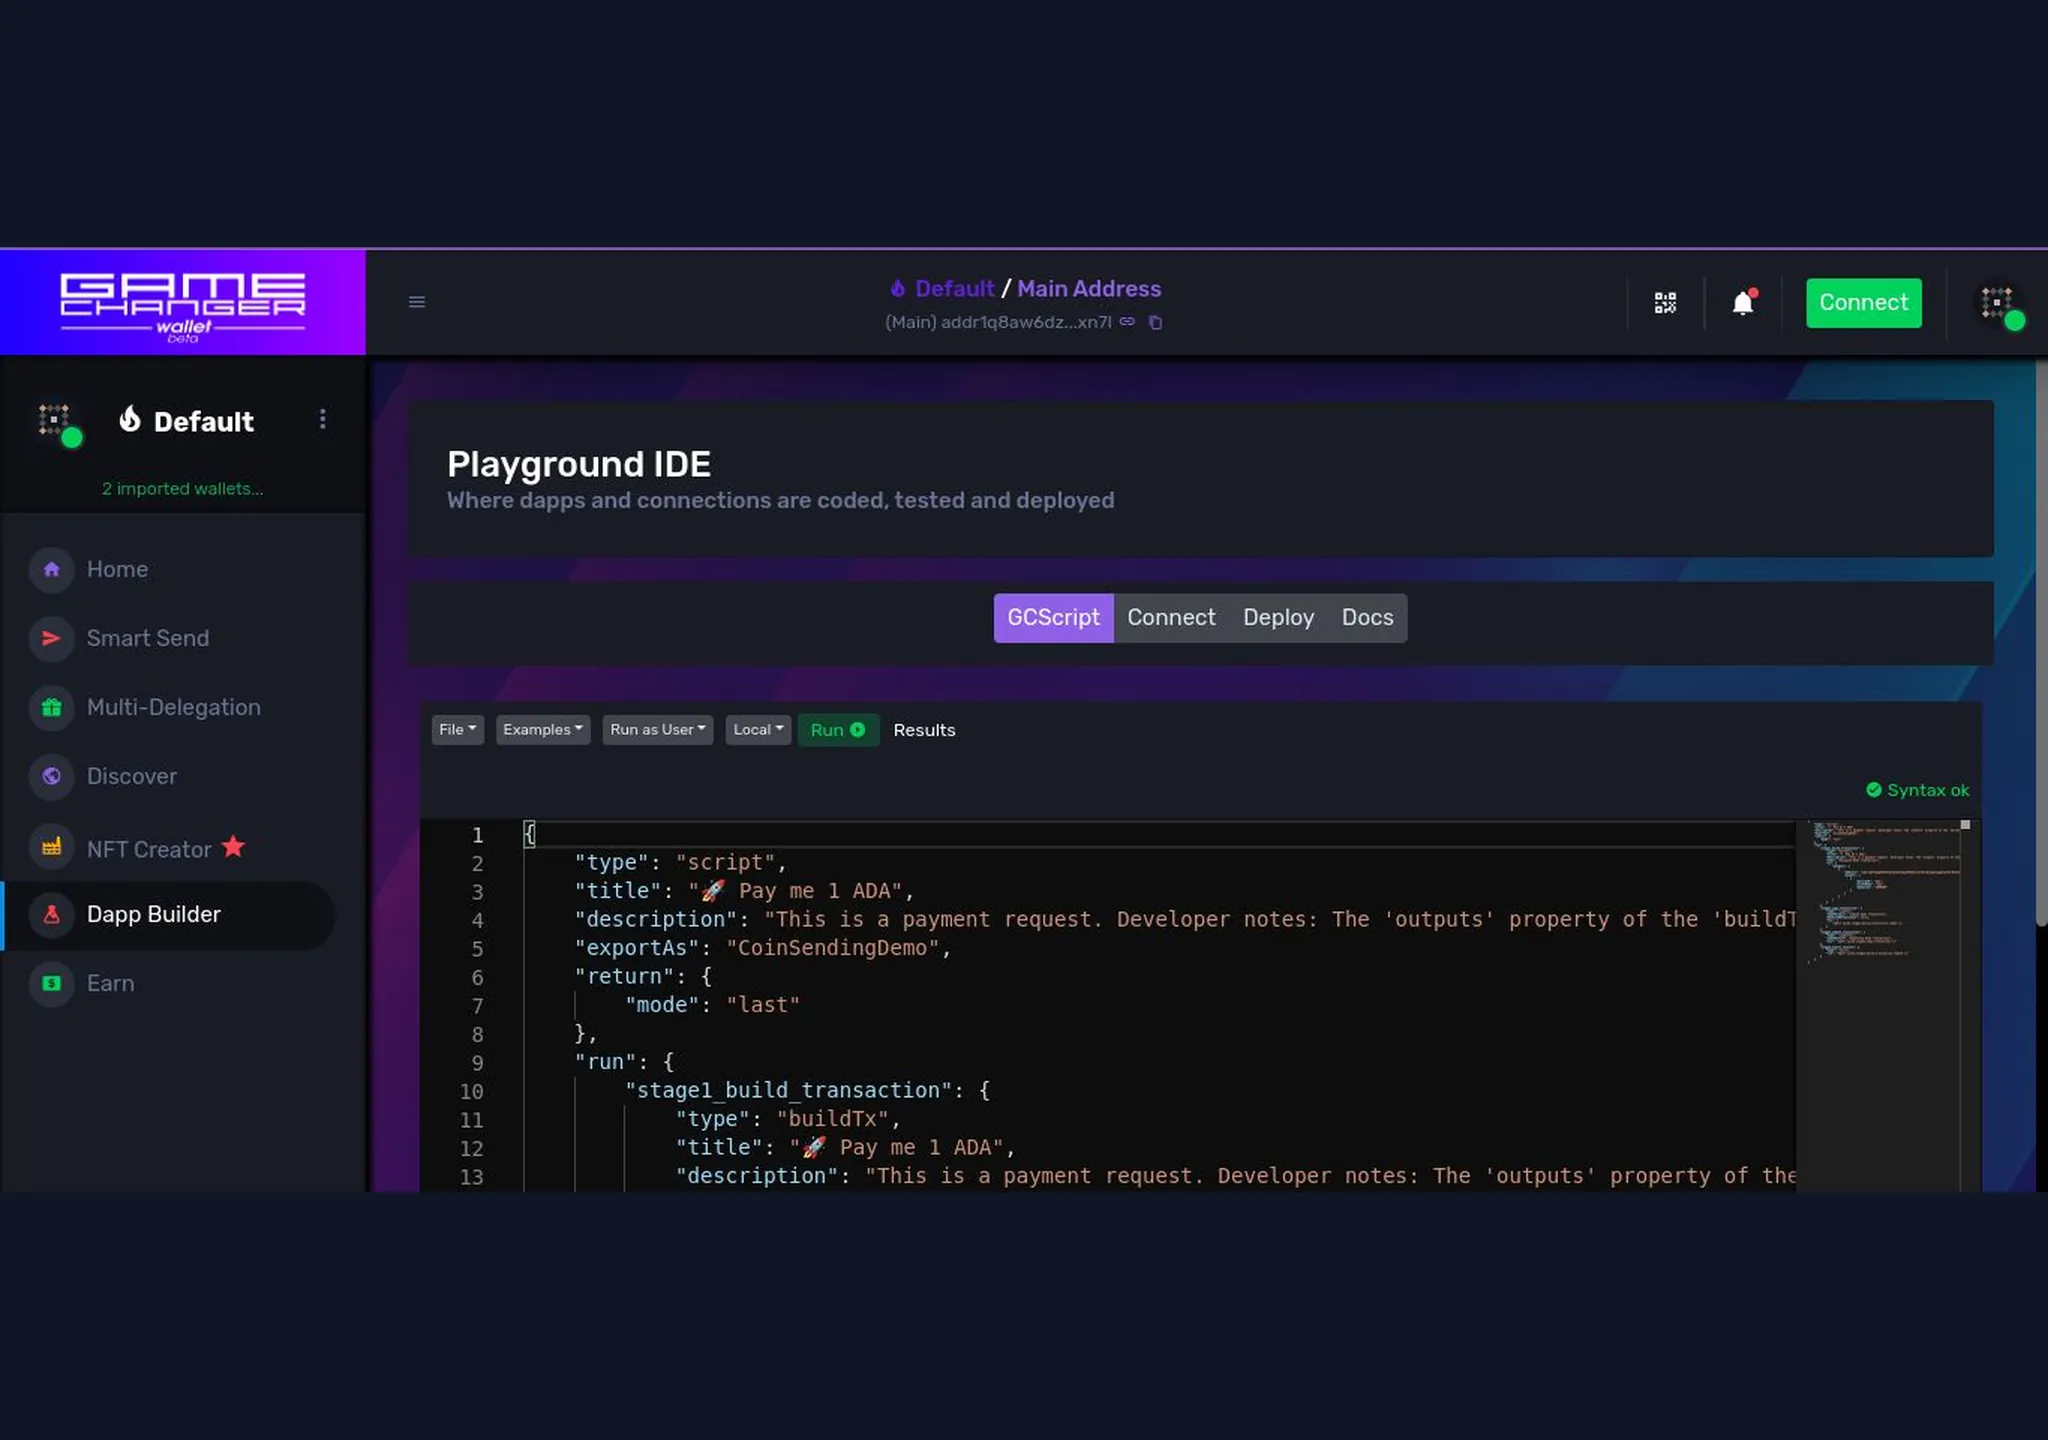 GAME
CHANGER
wallet
beta
Default / Main Address
(Main) addr1q8aw6dz...xn7l
Connect
Default
2 imported wallets...
Home
Smart Send
Multi-Delegation
Discover
NFT Creator
Dapp Builder
Earn
Playground IDE
Where dapps and connections are coded, tested and deployed
GCScript Connect Deploy Docs
File Examples Run as User Local Run Results
Syntax ok
1 {
2 "type": "script",
3 "title": "🚀 Pay me 1 ADA",
4 "description": "This is a payment request. Developer notes: The 'outputs' property of the 'buildT
5 "exportAs": "CoinSendingDemo",
6 "return": {
7 "mode": "last"
8 },
9 "run": {
10 "stage1_build_transaction": {
11 "type": "buildTx",
12 "title": "🚀 Pay me 1 ADA",
13 "description": "This is a payment request. Developer notes: The 'outputs' property of the